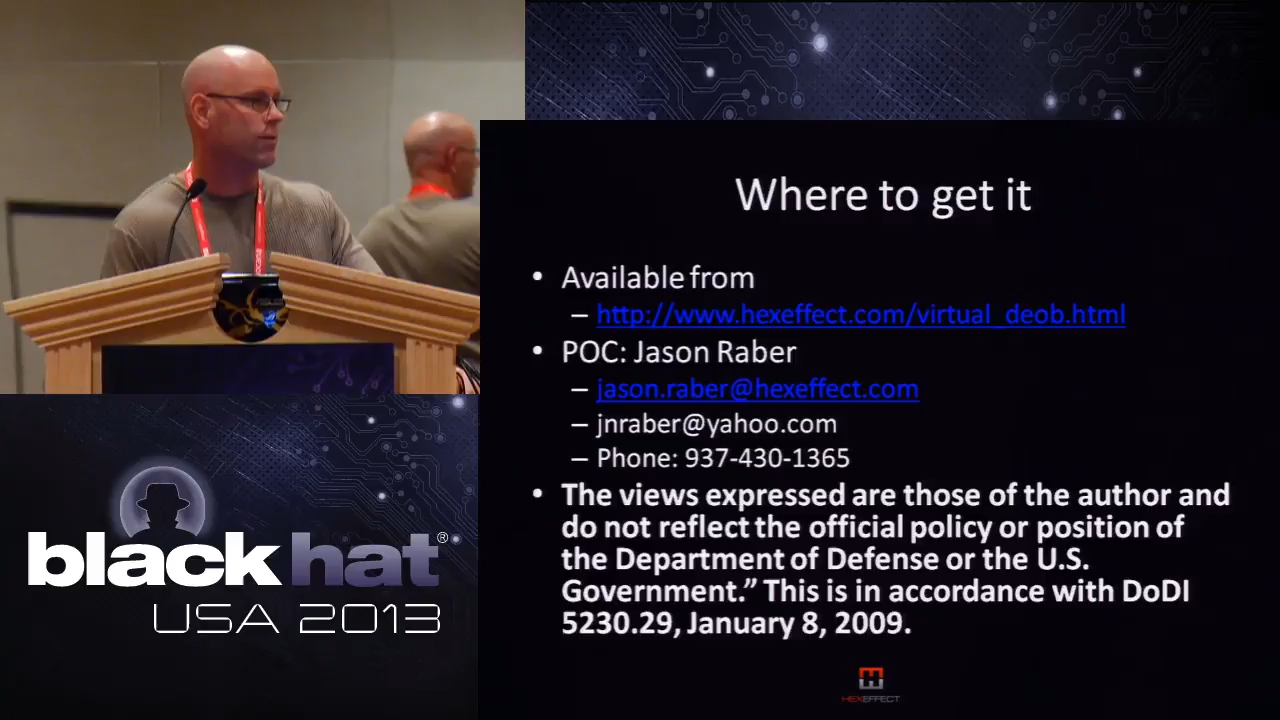 Where to get it
• Available from
– http://www.hexeffect.com/virtual_deob.html
• POC: Jason Raber
– jason.raber@hexeffect.com
– jnraber@yahoo.com
– Phone: 937-430-1365
• The views expressed are those of the author and
do not reflect the official policy or position of
the Department of Defense or the U.S.
Government.” This is in accordance with DoDI
5230.29, January 8, 2009.
HEXEFFECT
ASUS
blackhat®
USA 2013